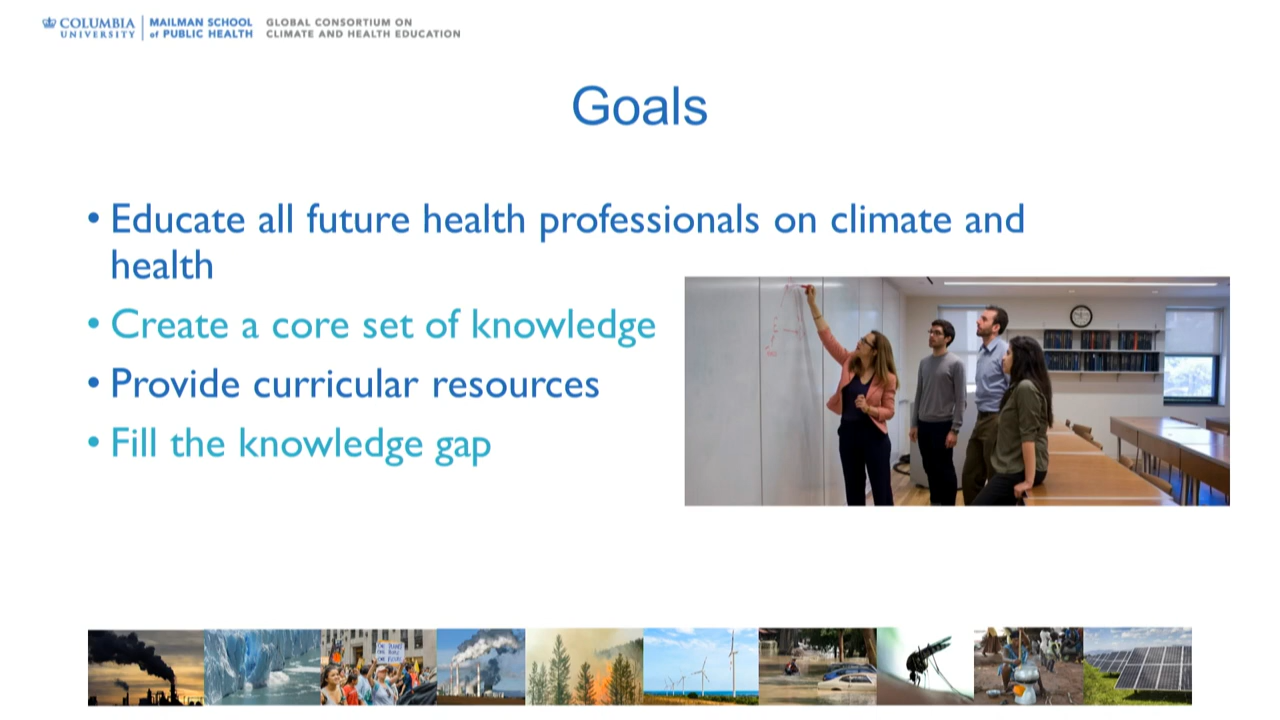 COLUMBIA UNIVERSITY
MAILMAN SCHOOL of PUBLIC HEALTH
GLOBAL CONSORTIUM ON CLIMATE AND HEALTH EDUCATION
Goals
• Educate all future health professionals on climate and
health
• Create a core set of knowledge
• Provide curricular resources
• Fill the knowledge gap